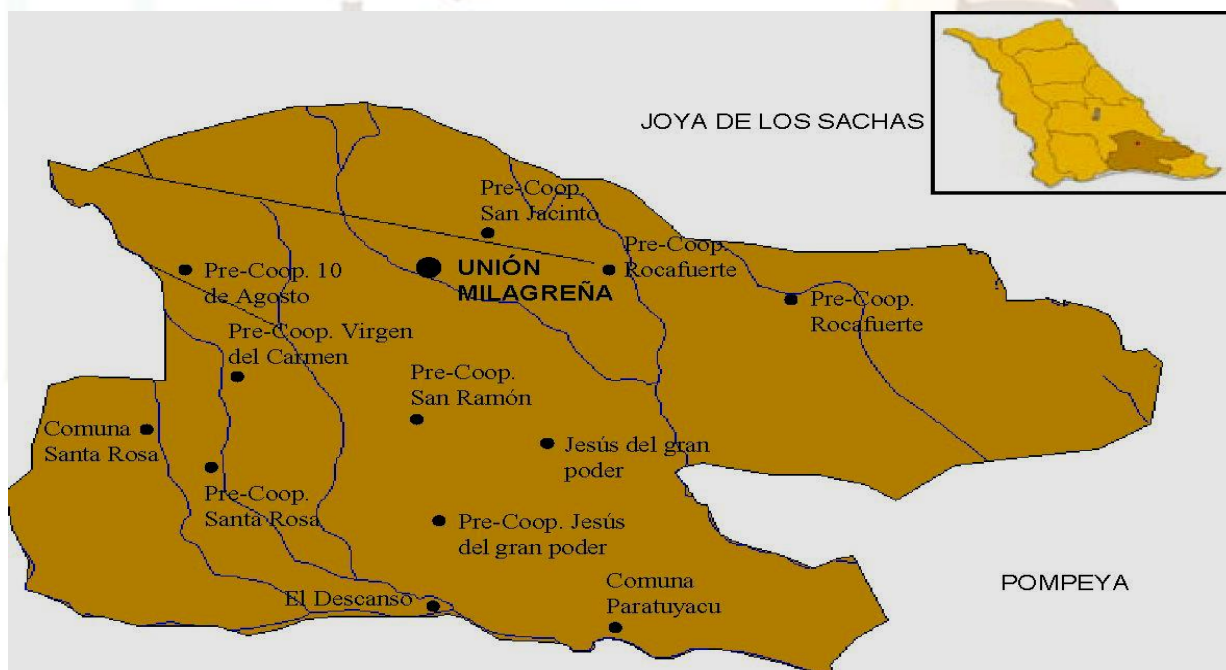 JOYA DE LOS SACHAS
Pre-Coop.
San Jacinto
Pre-Coop.
Rocafuerte
UNIÓN
MILAGREÑA
Pre-Coop. 10
de Agosto
Pre-Coop.
Rocafuerte
Pre-Coop. Virgen
del Carmen
Pre-Coop.
San Ramón
Comuna
Santa Rosa
Jesús del gran
poder
Pre-Coop.
Santa Rosa
Pre-Coop. Jesús
del gran poder
Comuna
Paratuyacu
POMPEYA
El Descanso